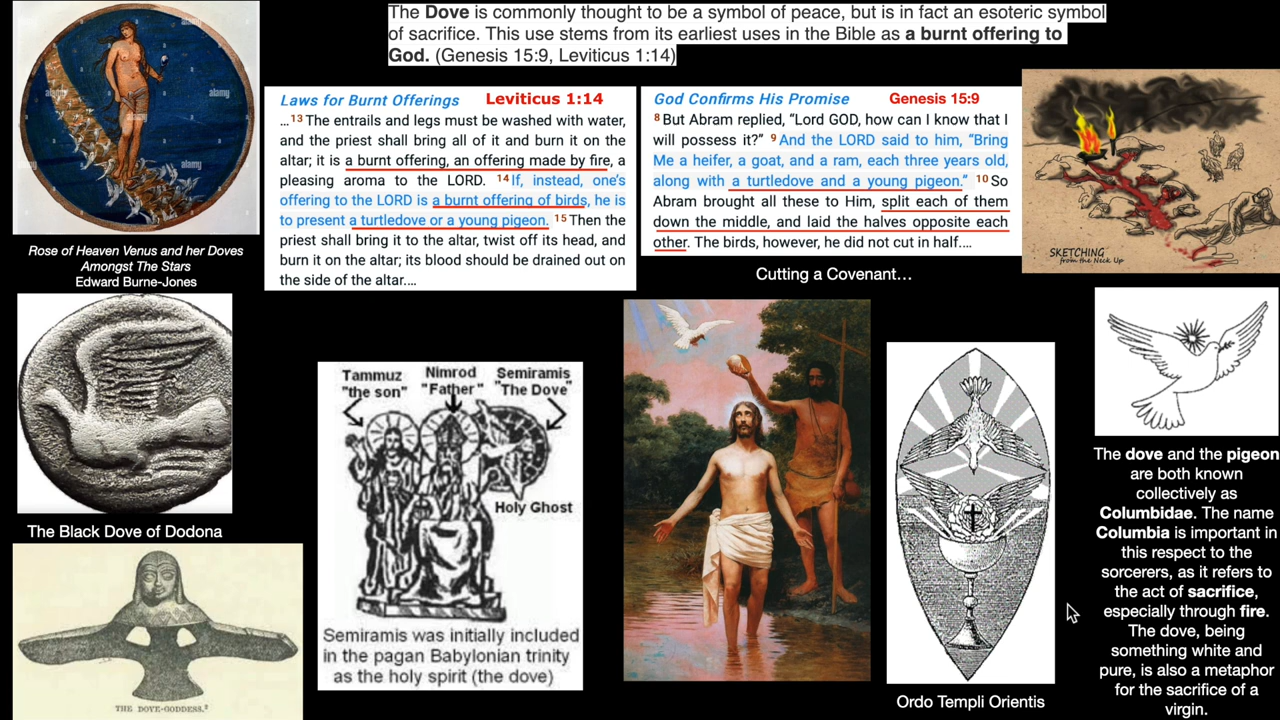 The Dove is commonly thought to be a symbol of peace, but is in fact an esoteric symbol
of sacrifice. This use stems from its earliest uses in the Bible as a burnt offering to
God. (Genesis 15:9, Leviticus 1:14)
a
alamy
a
alamy
alamy
a
Rose of Heaven Venus and her Doves
Amongst The Stars
Edward Burne-Jones
Laws for Burnt Offerings Leviticus 1:14
...13 The entrails and legs must be washed with water,
and the priest shall bring all of it and burn it on the
altar; it is a burnt offering, an offering made by fire, a
pleasing aroma to the LORD. 14 If, instead, one's
offering to the LORD is a burnt offering of birds, he is
to present a turtledove or a young pigeon. 15 Then the
priest shall bring it to the altar, twist off its head, and
burn it on the altar; its blood should be drained out on
the side of the altar....
God Confirms His Promise Genesis 15:9
8 But Abram replied, “Lord GOD, how can I know that I
will possess it?” 9 And the LORD said to him, “Bring
Me a heifer, a goat, and a ram, each three years old,
along with a turtledove and a young pigeon.” 10 So
Abram brought all these to Him, split each of them
down the middle, and laid the halves opposite each
other. The birds, however, he did not cut in half....
Cutting a Covenant...
SKETCHING
from the Neck Up
The Black Dove of Dodona
THE DOVE-GODDESS.2
Tammuz
"the son"
Nimrod
"Father"
Semiramis
"The Dove"
Holy Ghost
Semiramis was initially included
in the pagan Babylonian trinity
as the holy spirit (the dove)
Ordo Templi Orientis
The dove and the pigeon
are both known
collectively as
Columbidae. The name
Columbia is important in
this respect to the
sorcerers, as it refers to
the act of sacrifice,
especially through fire.
The dove, being
something white and
pure, is also a metaphor
for the sacrifice of a
virgin.